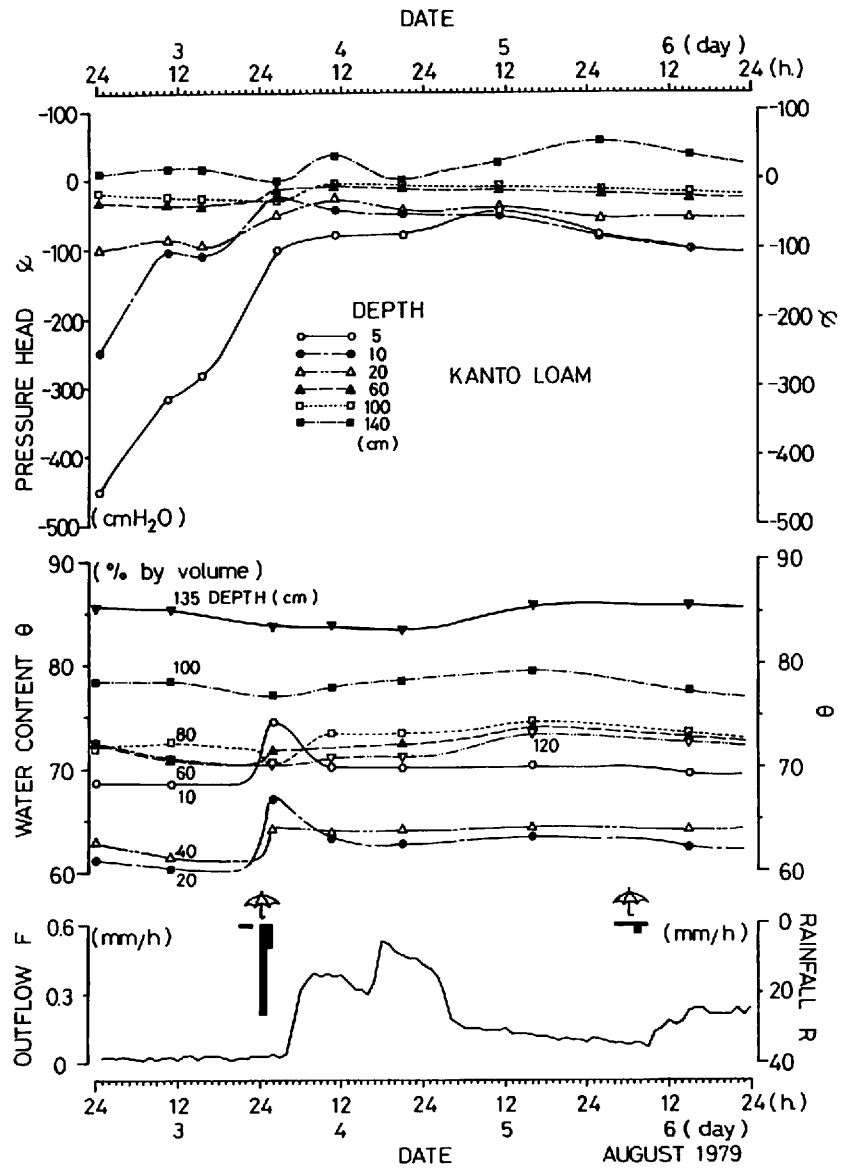 DATE
3 4 5 6 (day)
24 12 24 12 24 12 24 12 24 (h.)
-100 -100
0 0
-100 -100
-200 -200
-300 -300
-400 -400
-500 -500
PRESSURE HEAD
DEPTH
5
10
20
60
100
140
(cm)
KANTO LOAM
(cmH₂O)
90 90
(% by volume)
135 DEPTH (cm)
80 80
100
80
70 70
60
10
120
40
20
60 60
WATER CONTENT θ
θ
0.6 0
(mm/h) (mm/h)
0.3 20
0 40
OUTFLOW F
RAINFALL R
24 12 24 12 24 12 24 12 24 (h.)
3 4 5 6 (day)
DATE
AUGUST 1979